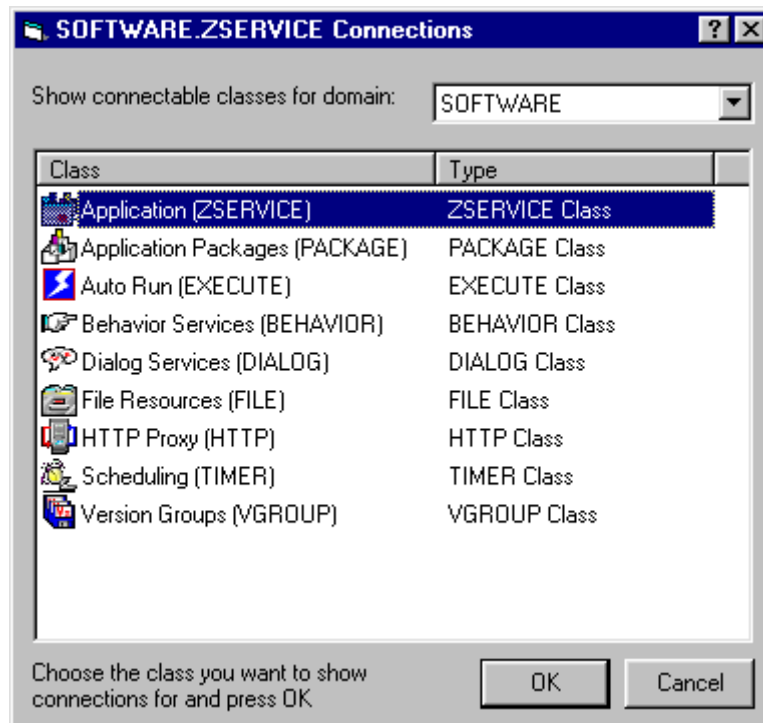 SOFTWARE.ZSERVICE Connections
Show connectable classes for domain: SOFTWARE
Class Type
Application (ZSERVICE) ZSERVICE Class
Application Packages (PACKAGE) PACKAGE Class
Auto Run (EXECUTE) EXECUTE Class
Behavior Services (BEHAVIOR) BEHAVIOR Class
Dialog Services (DIALOG) DIALOG Class
File Resources (FILE) FILE Class
HTTP Proxy (HTTP) HTTP Class
Scheduling (TIMER) TIMER Class
Version Groups (VGROUP) VGROUP Class
Choose the class you want to show
connections for and press OK
OK Cancel